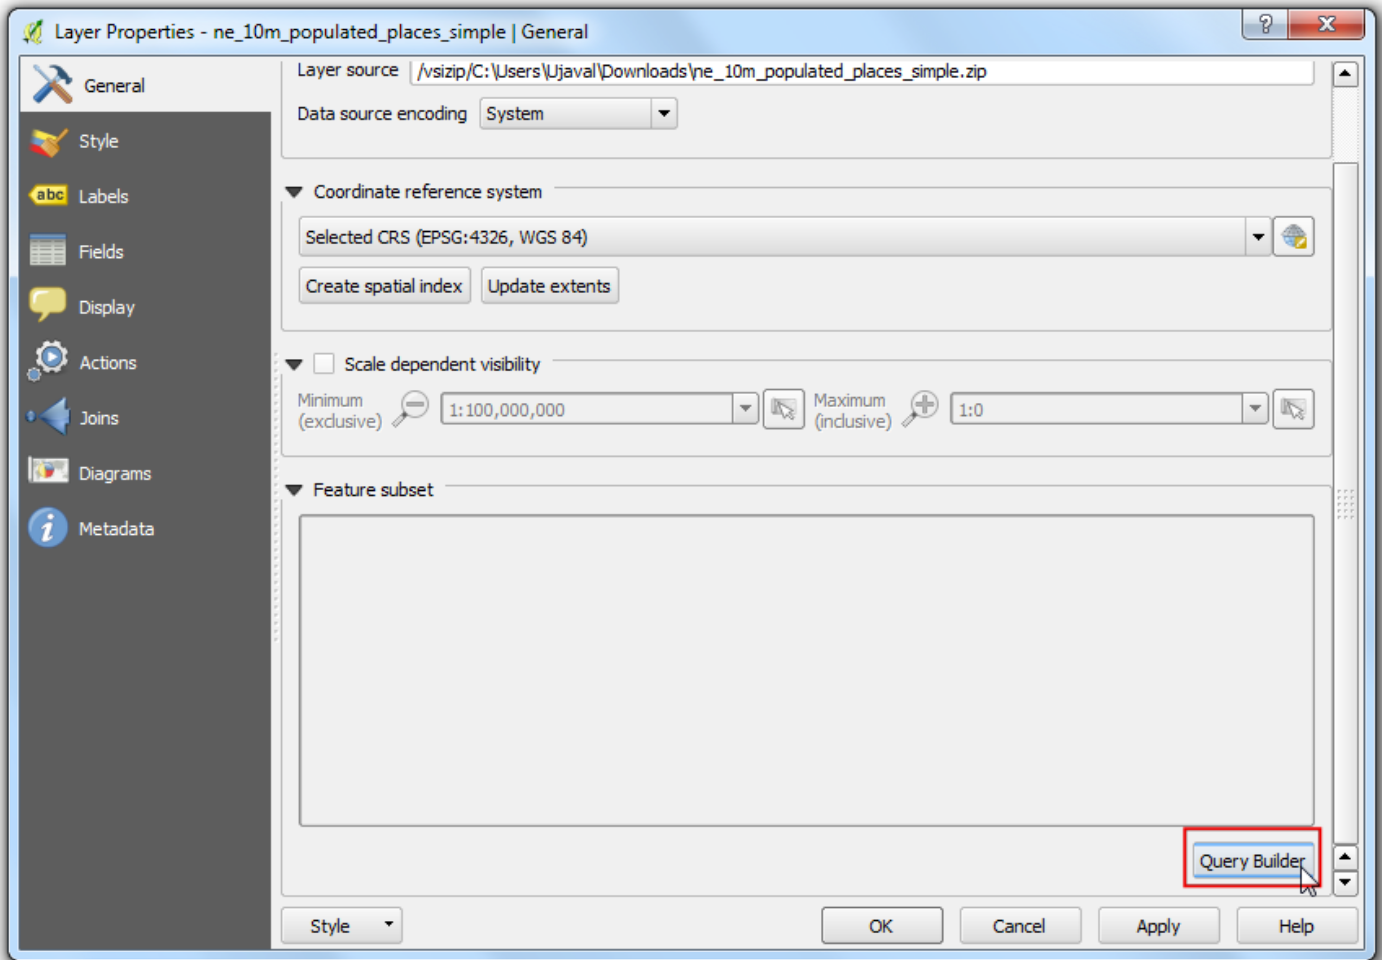 Layer Properties - ne_10m_populated_places_simple | General
?
X
General
Style
abc
Labels
Fields
Display
Actions
Joins
Diagrams
i
Metadata
Layer source /vsizip/C:\Users\Ujaval\Downloads\ne_10m_populated_places_simple.zip
Data source encoding System
Coordinate reference system
Selected CRS (EPSG:4326, WGS 84)
Create spatial index Update extents
Scale dependent visibility
Minimum (exclusive) 1:100,000,000 Maximum (inclusive) 1:0
Feature subset
Query Builder
Style OK Cancel Apply Help